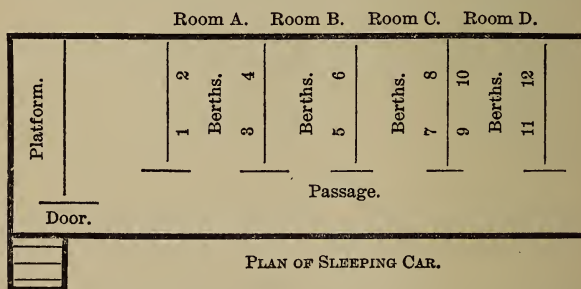 Room A. Room B. Room C. Room D.
Platform.
2 4 6 8 10 12
Berths. Berths. Berths. Berths.
1 3 5 7 9 11
Passage.
Door.
PLAN OF SLEEPING CAR.